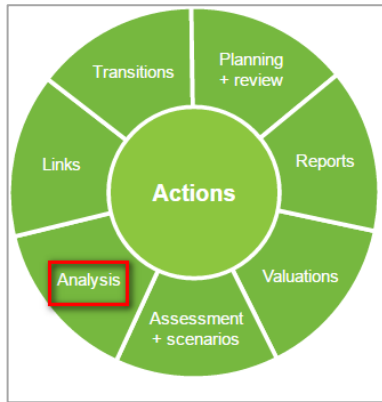 Transitions
Planning
+ review
Links
Actions
Reports
Analysis
Valuations
Assessment
+ scenarios